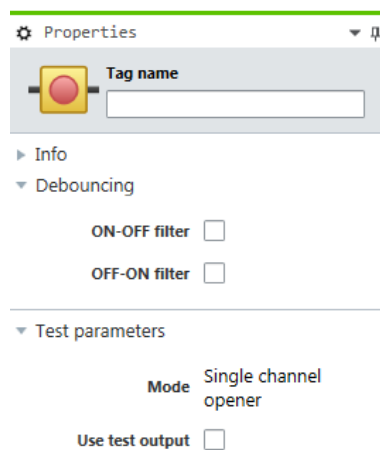 Properties
Tag name
Info
Debouncing
ON-OFF filter
OFF-ON filter
Test parameters
Mode
Single channel
opener
Use test output